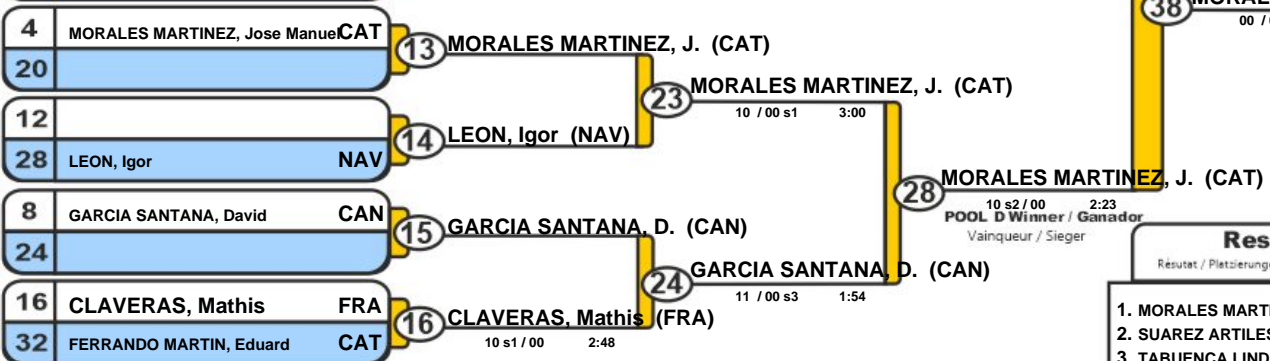 4 MORALES MARTINEZ, Jose Manuel CAT
20
12
28 LEON, Igor NAV
8 GARCIA SANTANA, David CAN
24
16 CLAVERAS, Mathis FRA
32 FERRANDO MARTIN, Eduard CAT
13 MORALES MARTINEZ, J. (CAT)
14 LEON, Igor (NAV)
15 GARCIA SANTANA, D. (CAN)
16 CLAVERAS, Mathis (FRA)
10 s1 / 00 2:48
23 MORALES MARTINEZ, J. (CAT)
10 / 00 s1 3:00
24 GARCIA SANTANA, D. (CAN)
11 / 00 s3 1:54
28 MORALES MARTINEZ, J. (CAT)
10 s2 / 00 2:23
POOL D Winner / Ganador
Vainqueur / Sieger
38
00 /
Res
Résutat / Platzierung
1. MORALES MARTI
2. SUAREZ ARTILES
3. TABUENCA LIND